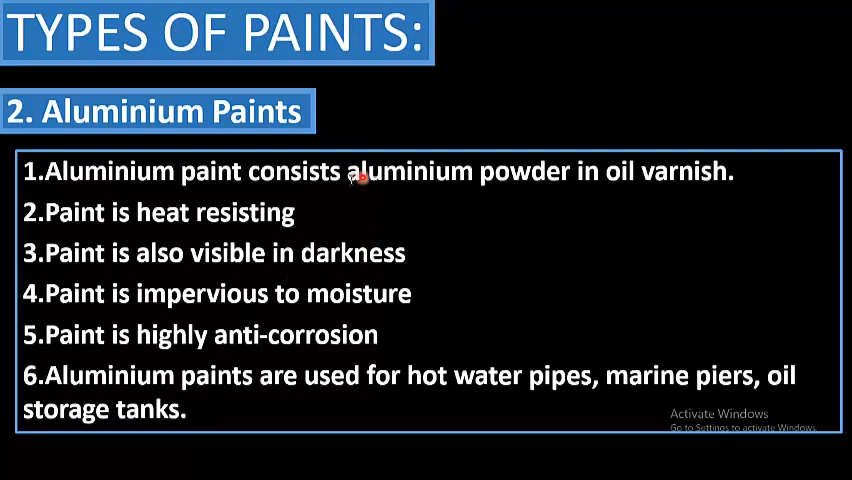 TYPES OF PAINTS:
2. Aluminium Paints
1.Aluminium paint consists aluminium powder in oil varnish.
2.Paint is heat resisting
3.Paint is also visible in darkness
4.Paint is impervious to moisture
5.Paint is highly anti-corrosion
6.Aluminium paints are used for hot water pipes, marine piers, oil
storage tanks.
Activate Windows
Go to Settings to activate Windows.